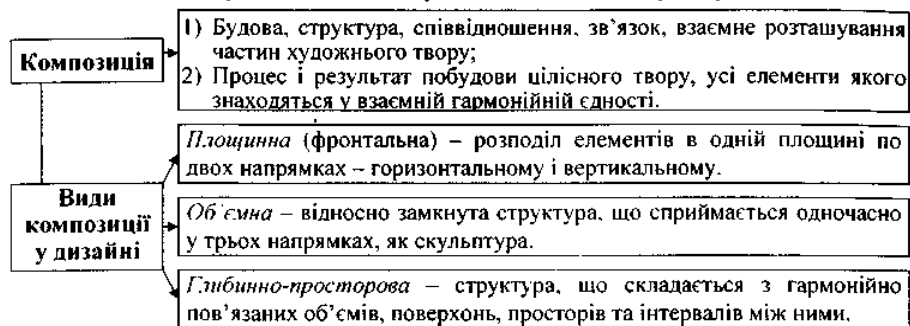 Композиція
1) Будова, структура, співвідношення, зв'язок, взаємне розташування
частин художнього твору;
2) Процес і результат побудови цілісного твору, усі елементи якого
знаходяться у взаємній гармонійній єдності.
Види
композиції
у дизайні
Площинна (фронтальна) – розподіл елементів в одній площині по
двох напрямках – горизонтальному і вертикальному.
Об'ємна – відносно замкнута структура, що сприймається одночасно
у трьох напрямках, як скульптура.
Глибинно-просторова – структура, що складається з гармонійно
пов'язаних об'ємів, поверхонь, просторів та інтервалів між ними.